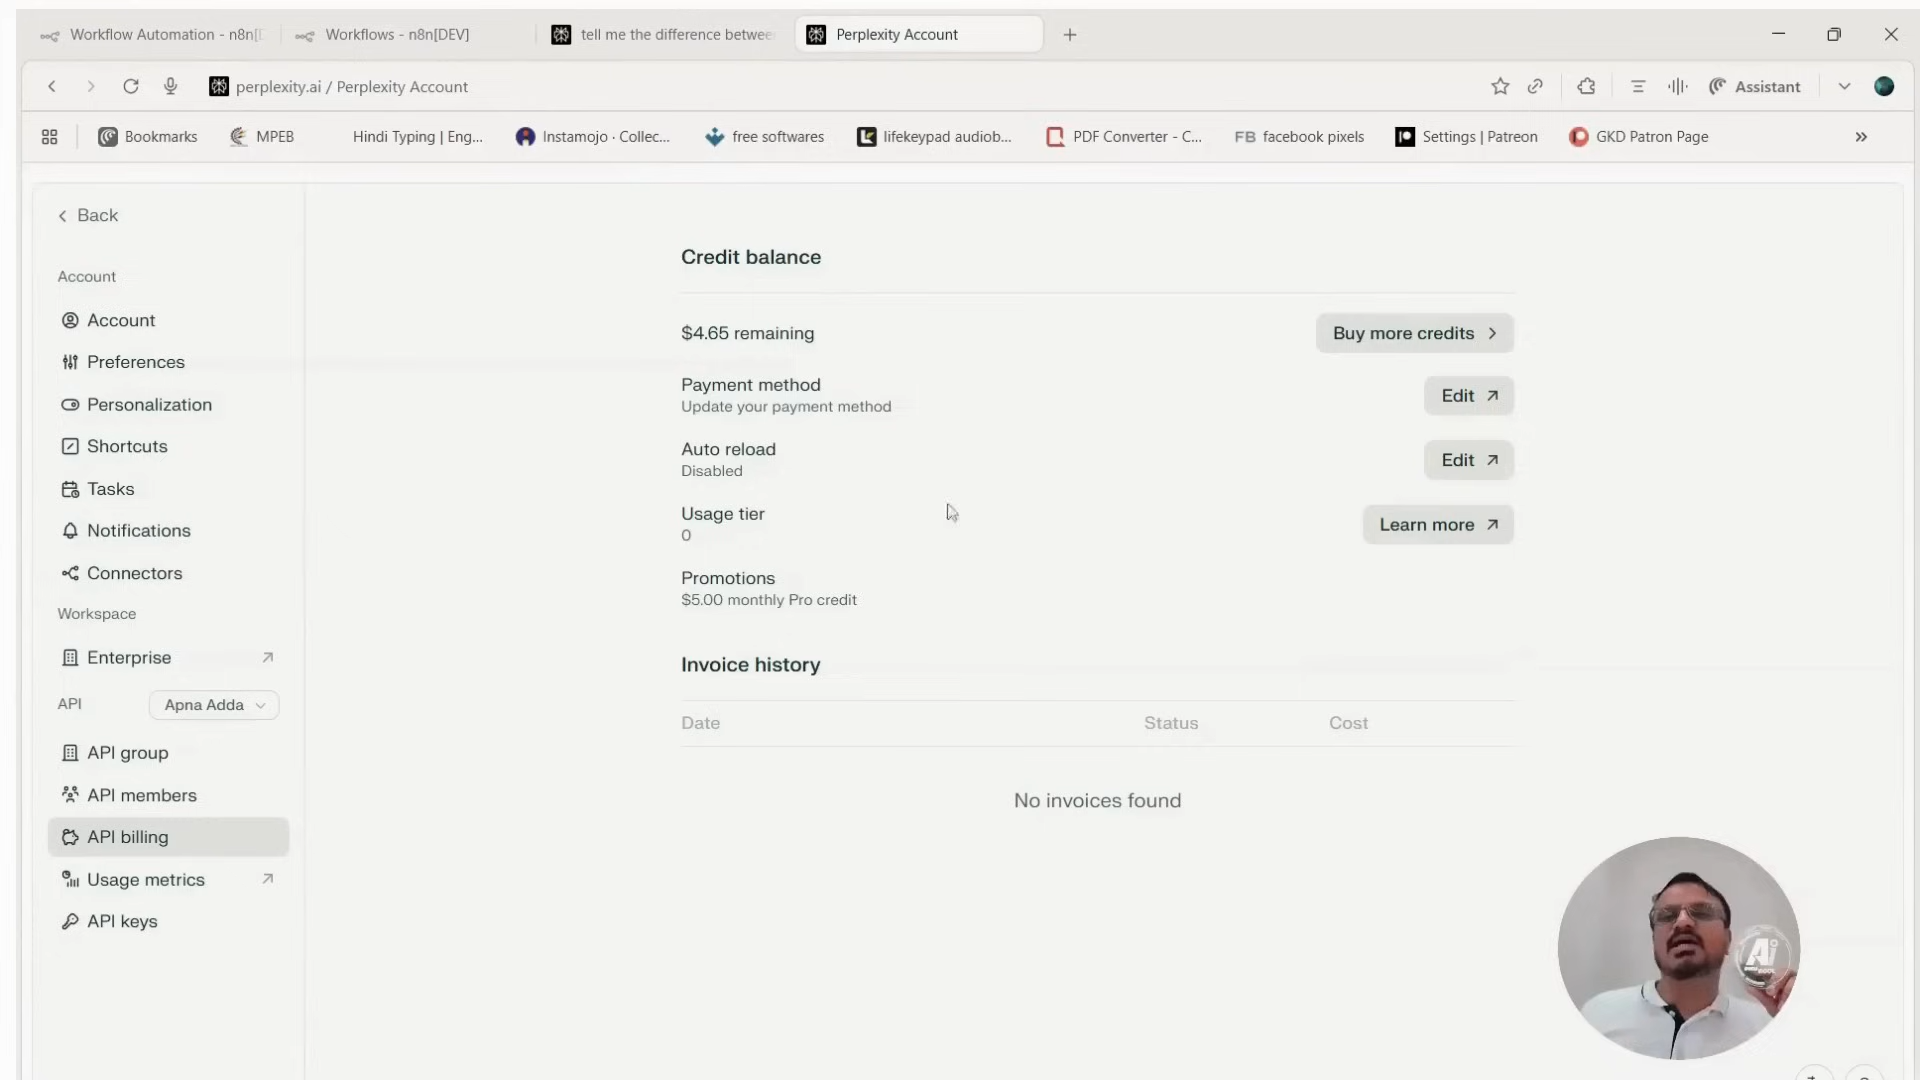 Workflow Automation - n8n[D
Workflows - n8n[DEV]
tell me the difference betwee
Perplexity Account
perplexity.ai / Perplexity Account
Assistant
Bookmarks
MPEB
Hindi Typing | Eng...
Instamojo · Collec...
free softwares
lifekeypad audiob...
PDF Converter - C...
FB facebook pixels
Settings | Patreon
GKD Patron Page
Back
Account
Account
Preferences
Personalization
Shortcuts
Tasks
Notifications
Connectors
Workspace
Enterprise
API
Apna Adda
API group
API members
API billing
Usage metrics
API keys
Credit balance
$4.65 remaining
Buy more credits
Payment method
Update your payment method
Edit
Auto reload
Disabled
Edit
Usage tier
0
Learn more
Promotions
$5.00 monthly Pro credit
Invoice history
Date Status Cost
No invoices found
Ai